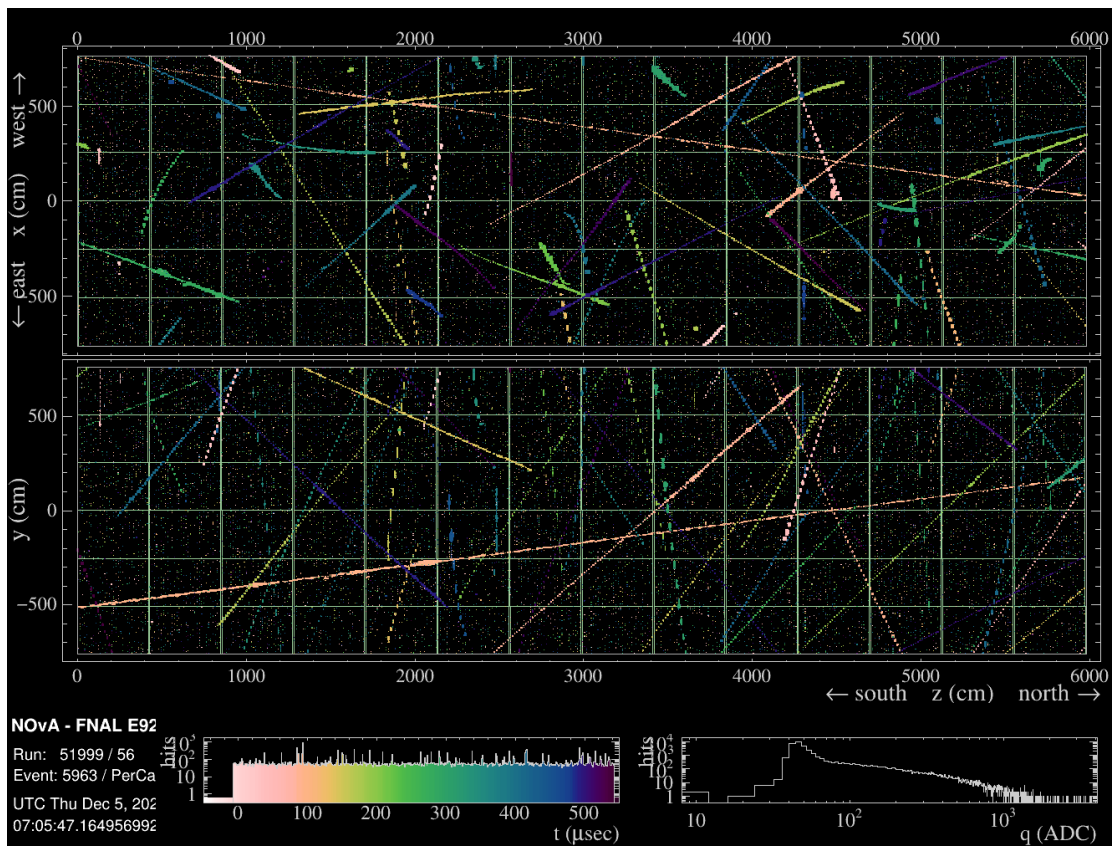 0 1000 2000 3000 4000 5000 6000
← east x (cm) west →
500
0
−500
y (cm)
500
0
−500
0 1000 2000 3000 4000 5000 6000
← south z (cm) north →
NOvA - FNAL E92
Run: 51999 / 56
Event: 5963 / PerCa
UTC Thu Dec 5, 202
07:05:47.164956992
hits
10³
10
1
0 100 200 300 400 500
t (μsec)
hits
10⁴
10³
10²
10
1
10 10² 10³
q (ADC)